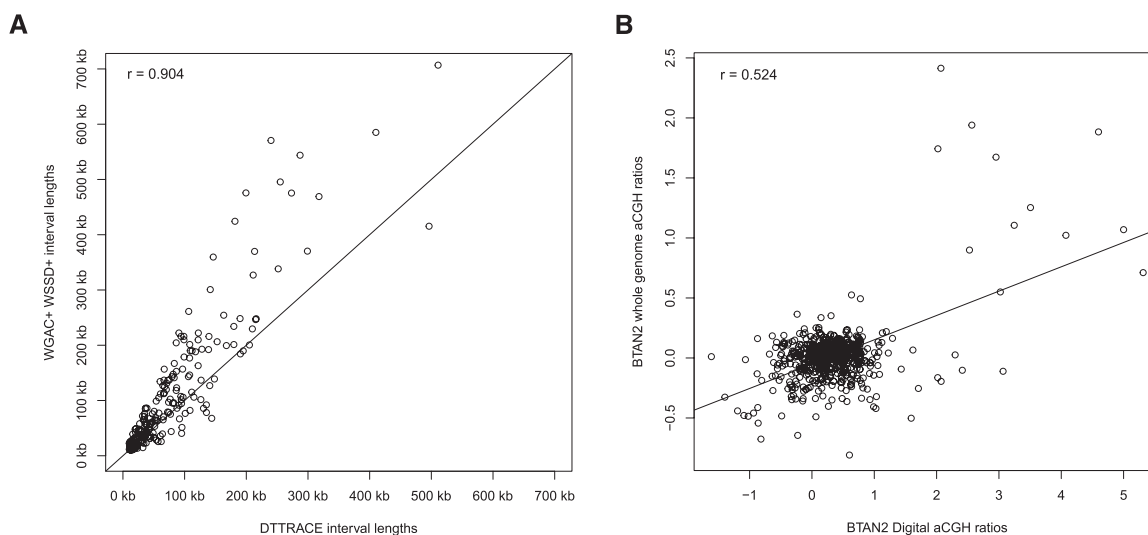 A
r = 0.904
WGAC+ WSSD+ interval lengths
700 kb
600 kb
500 kb
400 kb
300 kb
200 kb
100 kb
0 kb
0 kb 100 kb 200 kb 300 kb 400 kb 500 kb 600 kb 700 kb
DTTRACE interval lengths
B
r = 0.524
BTAN2 whole genome aCGH ratios
2.5
2.0
1.5
1.0
0.5
0.0
−0.5
−1 0 1 2 3 4 5
BTAN2 Digital aCGH ratios